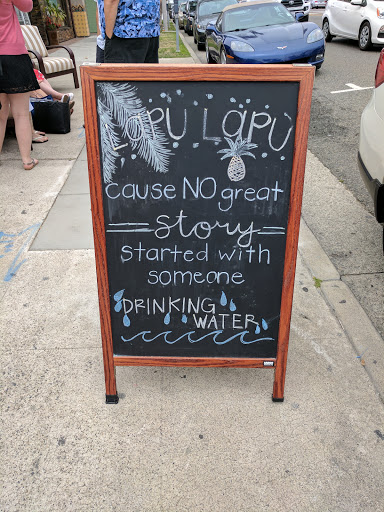 Lapu Lapu
cause NO great
story
started with
someone
DRINKING
WATER